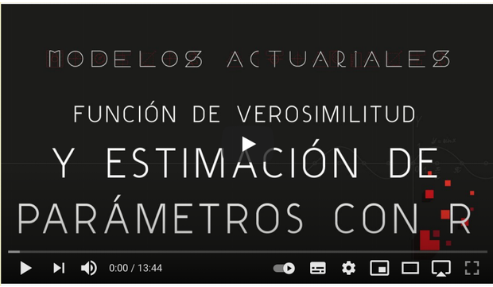 MODELOS ACTUARIALES
FUNCIÓN DE VEROSIMILITUD
Y ESTIMACIÓN DE
PARÁMETROS CON R
0:00 / 13:44